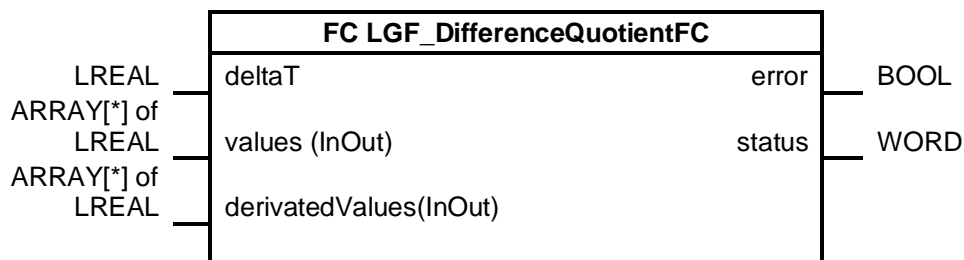 FC LGF_DifferenceQuotientFC
LREAL deltaT error BOOL
ARRAY[*] of
LREAL values (InOut) status WORD
ARRAY[*] of
LREAL derivatedValues(InOut)